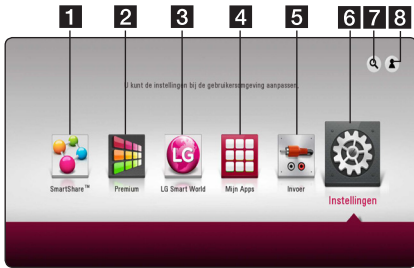 1 2 3 4 5 6 7 8
U kunt de instellingen bij de gebruikersomgeving aanpassen.
LG
SmartShare™ Premium LG Smart World Mijn Apps Invoer
Instellingen